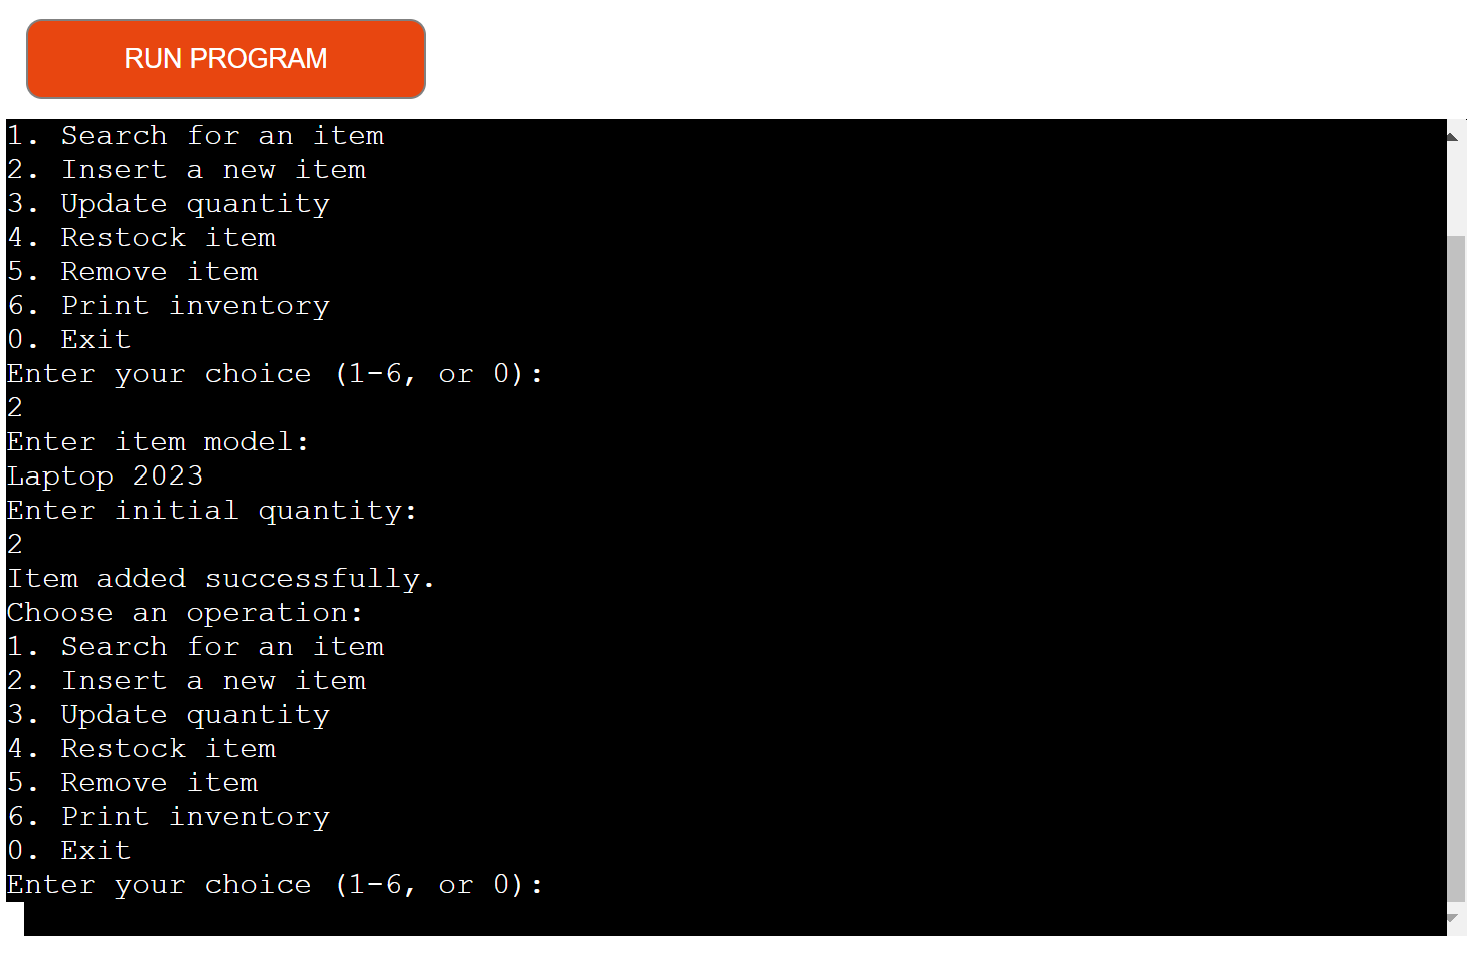 RUN PROGRAM
1. Search for an item
2. Insert a new item
3. Update quantity
4. Restock item
5. Remove item
6. Print inventory
0. Exit
Enter your choice (1-6, or 0):
2
Enter item model:
Laptop 2023
Enter initial quantity:
2
Item added successfully.
Choose an operation:
1. Search for an item
2. Insert a new item
3. Update quantity
4. Restock item
5. Remove item
6. Print inventory
0. Exit
Enter your choice (1-6, or 0):